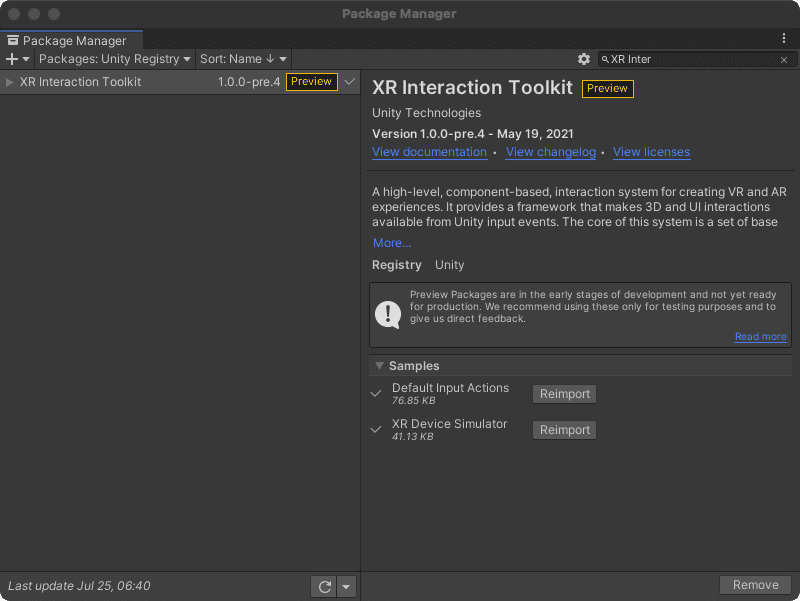 Package Manager
Package Manager
Packages: Unity Registry
Sort: Name ↓
XR Inter
XR Interaction Toolkit
1.0.0-pre.4
Preview
XR Interaction Toolkit
Preview
Unity Technologies
Version 1.0.0-pre.4 - May 19, 2021
View documentation • View changelog • View licenses
A high-level, component-based, interaction system for creating VR and AR
experiences. It provides a framework that makes 3D and UI interactions
available from Unity input events. The core of this system is a set of base
More...
Registry Unity
Preview Packages are in the early stages of development and not yet ready
for production. We recommend using these only for testing purposes and to
give us direct feedback.
Read more
Samples
Default Input Actions
76.85 KB
Reimport
XR Device Simulator
41.13 KB
Reimport
Last update Jul 25, 06:40
Remove